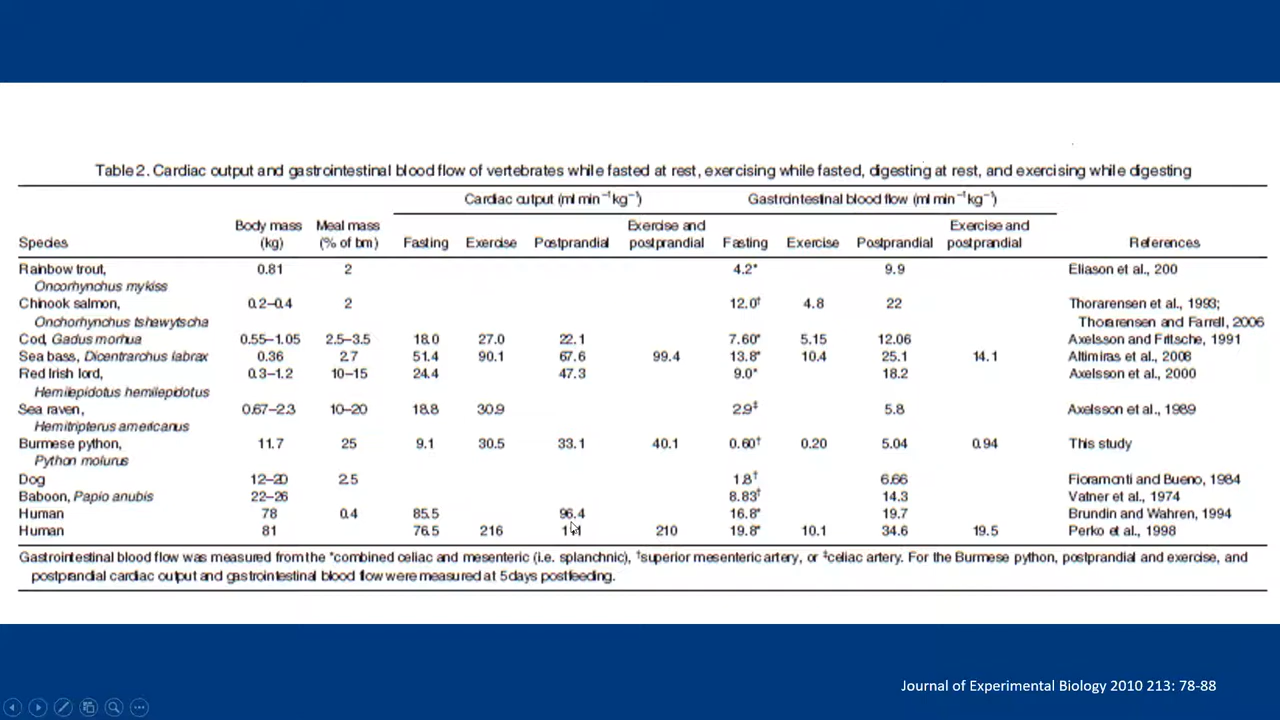 Table 2. Cardiac output and gastrointestinal blood flow of vertebrates while fasted at rest, exercising while fasted, digesting at rest, and exercising while digesting
Cardiac output (ml min⁻¹ kg⁻¹) Gastrointestinal blood flow (ml min⁻¹ kg⁻¹)
Body mass Meal mass Exercise and Exercise and
Species (kg) (% of bm) Fasting Exercise Postprandial postprandial Fasting Exercise Postprandial postprandial References
Rainbow trout, 0.81 2 4.2* 9.9 Eliason et al., 200
Oncorhynchus mykiss
Chinook salmon, 0.2–0.4 2 12.0† 4.8 22 Thorarensen et al., 1993;
Onchorhynchus tshawytscha Thorarensen and Farrell, 2006
Cod, Gadus morhua 0.55–1.05 2.5–3.5 18.0 27.0 22.1 7.60* 5.15 12.06 Axelsson and Fritsche, 1991
Sea bass, Dicentrarchus labrax 0.36 2.7 51.4 90.1 67.6 99.4 13.8* 10.4 25.1 14.1 Altimiras et al., 2008
Red Irish lord, 0.3–1.2 10–15 24.4 47.3 9.0* 18.2 Axelsson et al., 2000
Hemilepidotus hemilepidotus
Sea raven, 0.67–2.3 10–20 18.8 30.9 2.9‡ 5.8 Axelsson et al., 1989
Hemitripterus americanus
Burmese python, 11.7 25 9.1 30.5 33.1 40.1 0.60† 0.20 5.04 0.94 This study
Python molurus
Dog 12–20 2.5 1.8† 6.66 Fioramonti and Bueno, 1984
Baboon, Papio anubis 22–26 8.83† 14.3 Vatner et al., 1974
Human 78 0.4 85.5 96.4 16.8* 19.7 Brundin and Wahren, 1994
Human 81 76.5 216 210 19.8* 10.1 34.6 19.5 Perko et al., 1998
Gastrointestinal blood flow was measured from the *combined celiac and mesenteric (i.e. splanchnic), †superior mesenteric artery, or ‡celiac artery. For the Burmese python, postprandial and exercise, and
postprandial cardiac output and gastrointestinal blood flow were measured at 5 days postfeeding.
Journal of Experimental Biology 2010 213: 78-88